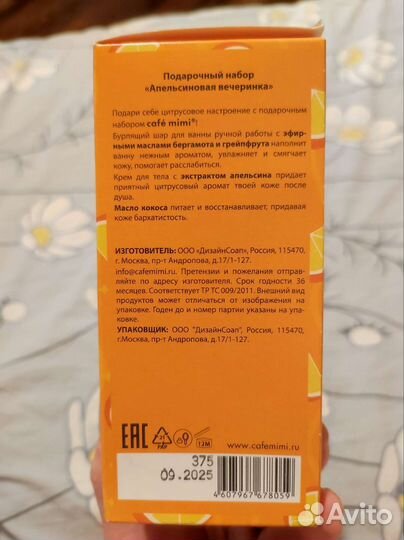 Подарочный набор
«Апельсиновая вечеринка»
Подари себе цитрусовое настроение с подарочным
набором café mimi®!
Бурлящий шар для ванны ручной работы с эфир-
ными маслами бергамота и грейпфрута наполнит
ванну нежным ароматом, увлажняет и смягчает
кожу, помогает расслабиться.
Крем для тела с экстрактом апельсина придает
приятный цитрусовый аромат твоей коже после
душа.
Масло кокоса питает и восстанавливает, придавая
коже бархатистость.
ИЗГОТОВИТЕЛЬ: ООО «ДизайнСоап», Россия, 115470,
г. Москва, пр-т Андропова, д.17/1-127.
info@cafemimi.ru. Претензии и пожелания отправ-
ляйте по адресу изготовителя. Срок годности 36
месяцев. Соответствует ТР ТС 009/2011. Внешний вид
продуктов может отличаться от изображения на
упаковке. Годен до и номер партии указаны на упа-
ковке.
УПАКОВЩИК: ООО "ДизайнСоап", Россия, 115470,
г.Москва, пр-т Андропова, д.17/1-127.
EAC
21
PAP
12M
www.cafemimi.ru
375
09.2025
4607967678059
Avito